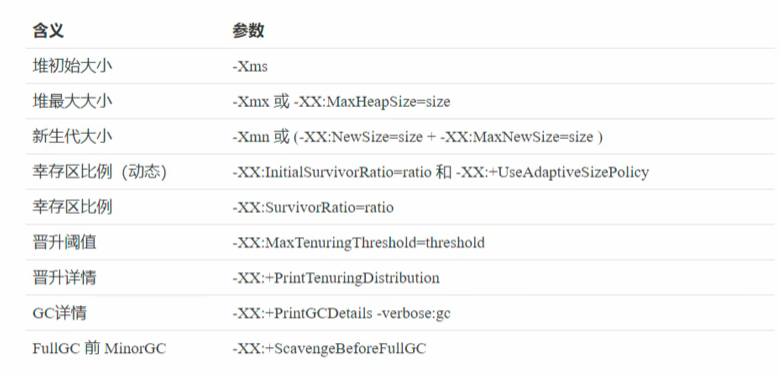 含义 参数
堆初始大小 -Xms
堆最大大小 -Xmx 或 -XX:MaxHeapSize=size
新生代大小 -Xmn 或 (-XX:NewSize=size + -XX:MaxNewSize=size )
幸存区比例（动态） -XX:InitialSurvivorRatio=ratio 和 -XX:+UseAdaptiveSizePolicy
幸存区比例 -XX:SurvivorRatio=ratio
晋升阈值 -XX:MaxTenuringThreshold=threshold
晋升详情 -XX:+PrintTenuringDistribution
GC详情 -XX:+PrintGCDetails -verbose:gc
FullGC 前 MinorGC -XX:+ScavengeBeforeFullGC